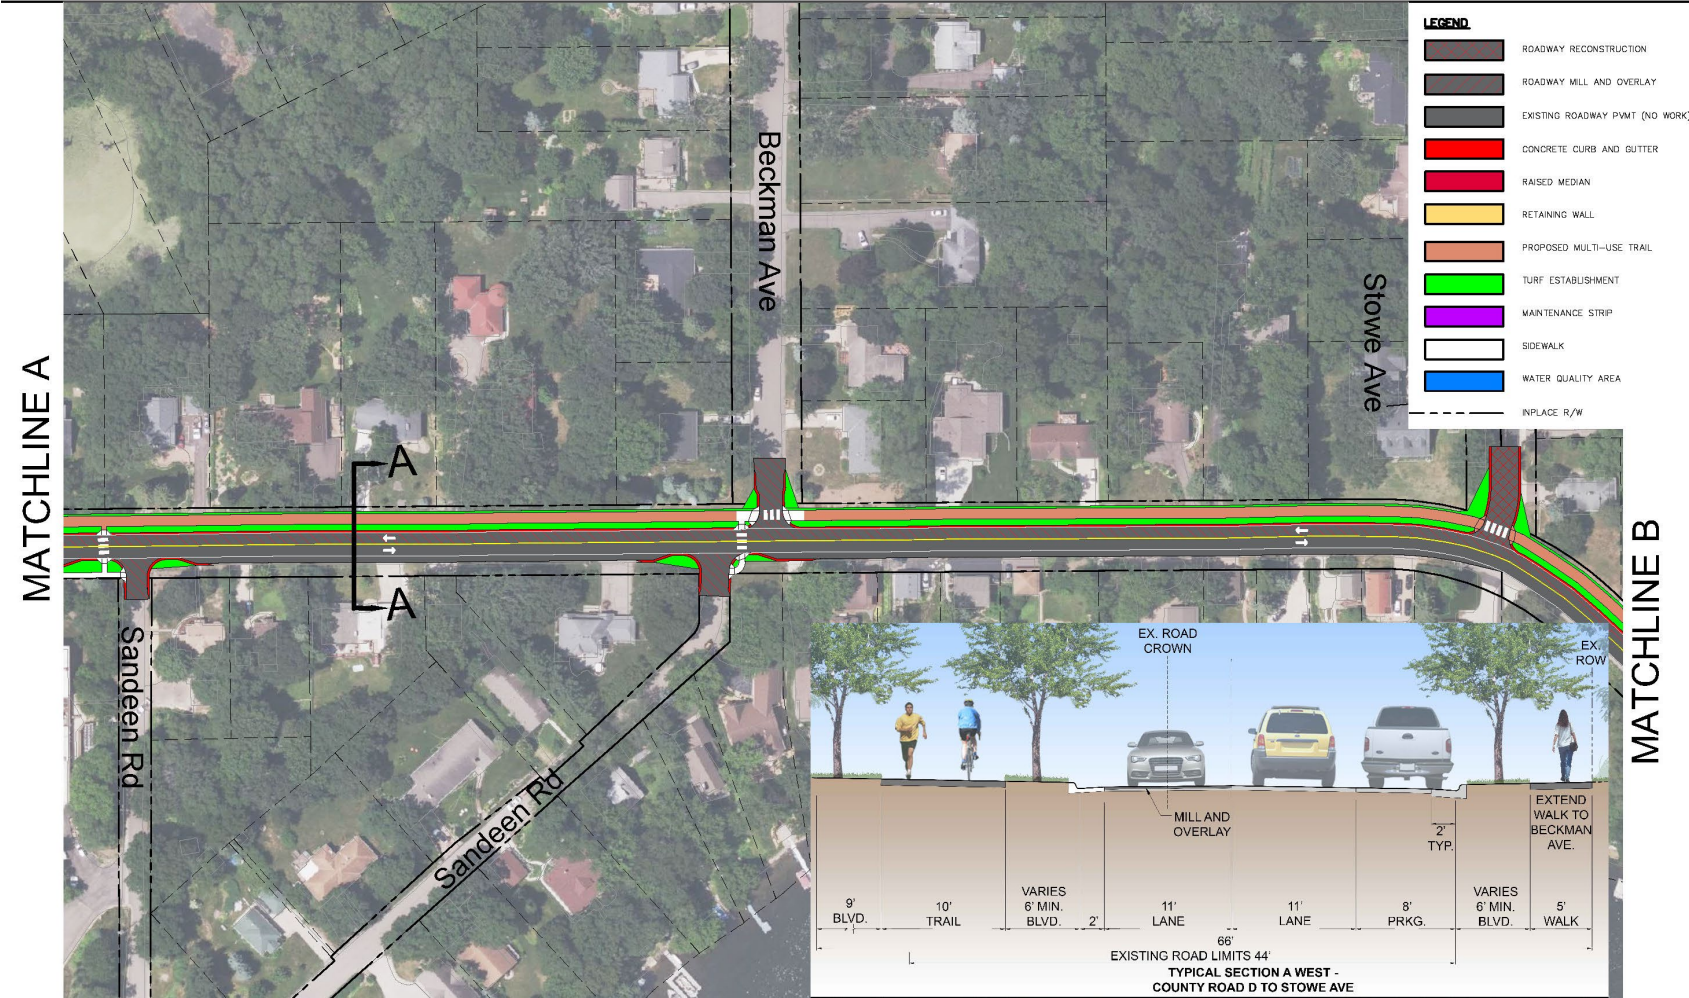 LEGEND
ROADWAY RECONSTRUCTION
ROADWAY MILL AND OVERLAY
EXISTING ROADWAY PVMT (NO WORK)
CONCRETE CURB AND GUTTER
RAISED MEDIAN
RETAINING WALL
PROPOSED MULTI-USE TRAIL
TURF ESTABLISHMENT
MAINTENANCE STRIP
SIDEWALK
WATER QUALITY AREA
INPLACE R/W
MATCHLINE A
Beckman Ave
Stowe Ave
A
A
MATCHLINE B
Sandeen Rd
Sandeen Rd
EX. ROAD
CROWN
EX.
ROW
MILL AND
OVERLAY
2'
TYP.
EXTEND
WALK TO
BECKMAN
AVE.
9'
BLVD.
10'
TRAIL
VARIES
6' MIN.
BLVD.
2'
11'
LANE
11'
LANE
8'
PRKG.
VARIES
6' MIN.
BLVD.
5'
WALK
66'
EXISTING ROAD LIMITS 44'
TYPICAL SECTION A WEST -
COUNTY ROAD D TO STOWE AVE